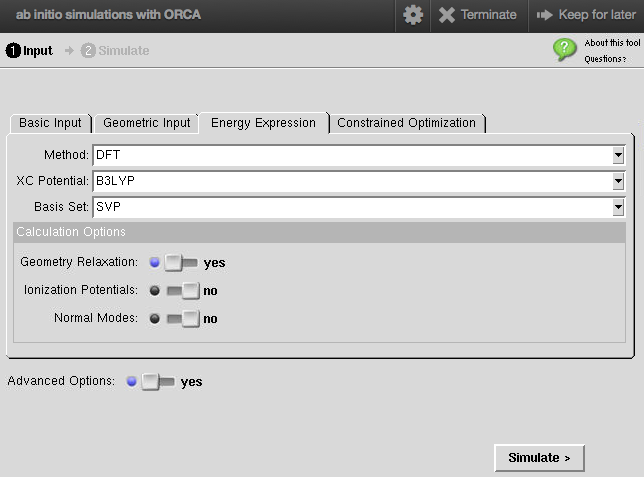 ab initio simulations with ORCA Terminate Keep for later
1 Input → 2 Simulate
About this tool
Questions?
Basic Input Geometric Input Energy Expression Constrained Optimization
Method: DFT
XC Potential: B3LYP
Basis Set: SVP
Calculation Options
Geometry Relaxation: yes
Ionization Potentials: no
Normal Modes: no
Advanced Options: yes
Simulate >